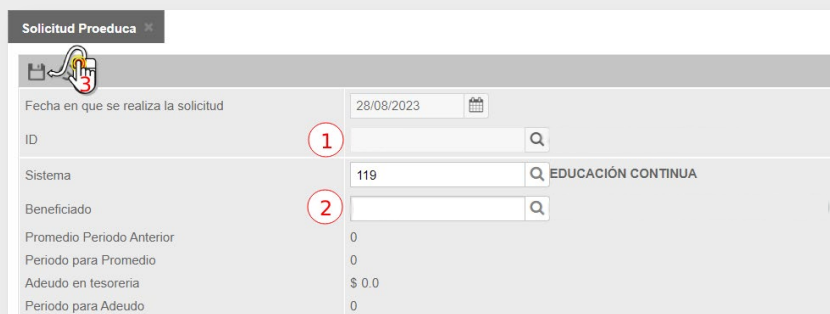 Solicitud Proeduca ×
3
Fecha en que se realiza la solicitud 28/08/2023
ID 1
Sistema 119 EDUCACIÓN CONTINUA
Beneficiado 2
Promedio Periodo Anterior 0
Periodo para Promedio 0
Adeudo en tesoreria $ 0.0
Periodo para Adeudo 0